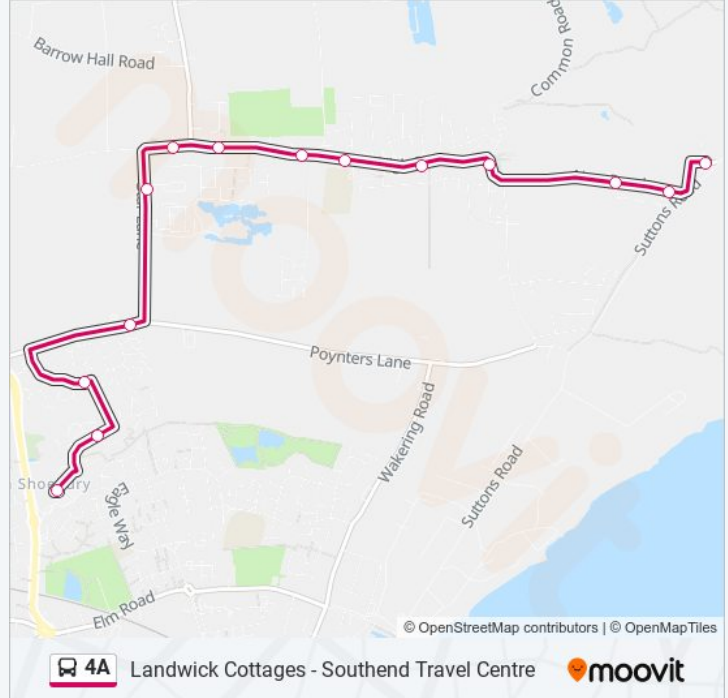 Barrow Hall Road
Common Road
Suttons Road
Poynters Lane
Wakering Road
Suttons Road
Eagle Way
Elm Road
© OpenStreetMap contributors | © OpenMapTiles
4A Landwick Cottages - Southend Travel Centre moovit